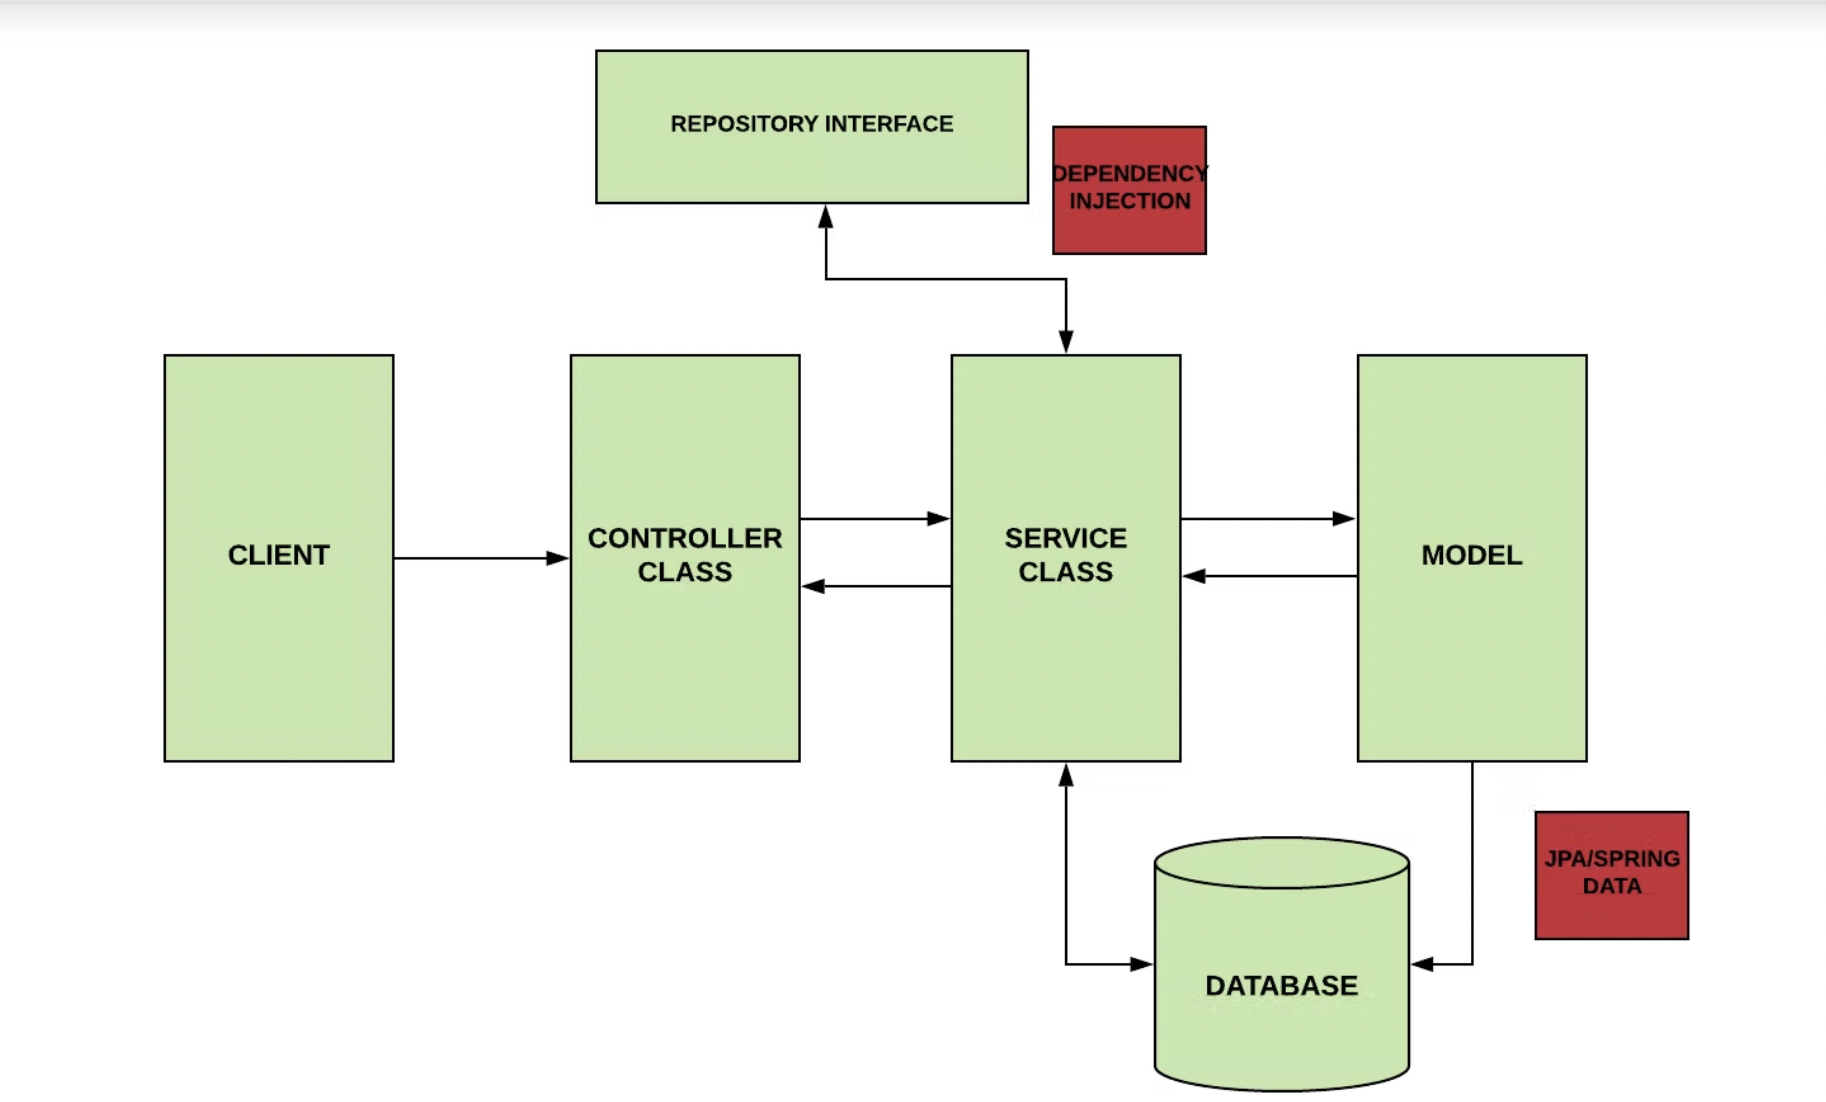 REPOSITORY INTERFACE
DEPENDENCY
INJECTION
CLIENT
CONTROLLER
CLASS
SERVICE
CLASS
MODEL
JPA/SPRING
DATA
DATABASE